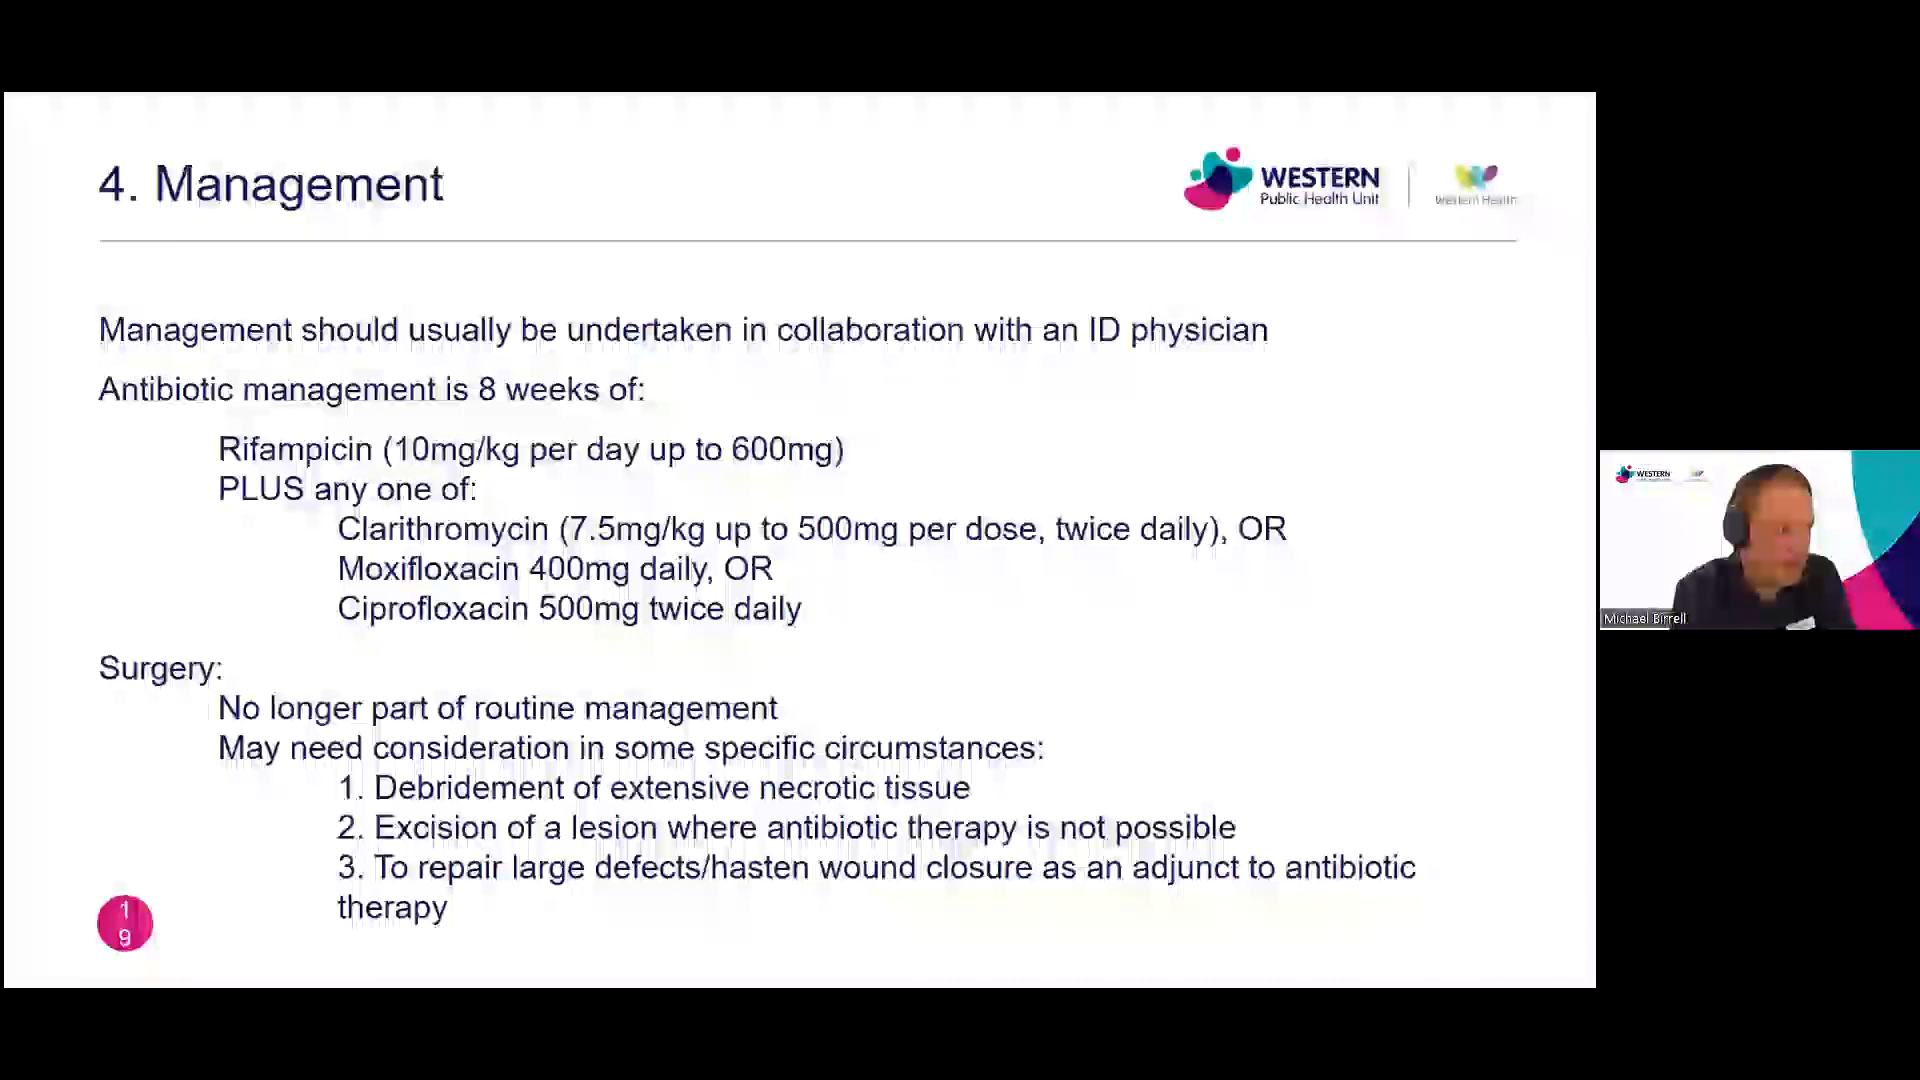 4. Management
WESTERN
Public Health Unit
Western Health
Management should usually be undertaken in collaboration with an ID physician
Antibiotic management is 8 weeks of:
Rifampicin (10mg/kg per day up to 600mg)
PLUS any one of:
Clarithromycin (7.5mg/kg up to 500mg per dose, twice daily), OR
Moxifloxacin 400mg daily, OR
Ciprofloxacin 500mg twice daily
Surgery:
No longer part of routine management
May need consideration in some specific circumstances:
1. Debridement of extensive necrotic tissue
2. Excision of a lesion where antibiotic therapy is not possible
3. To repair large defects/hasten wound closure as an adjunct to antibiotic
therapy
1
9
WESTERN
Michael Birrell